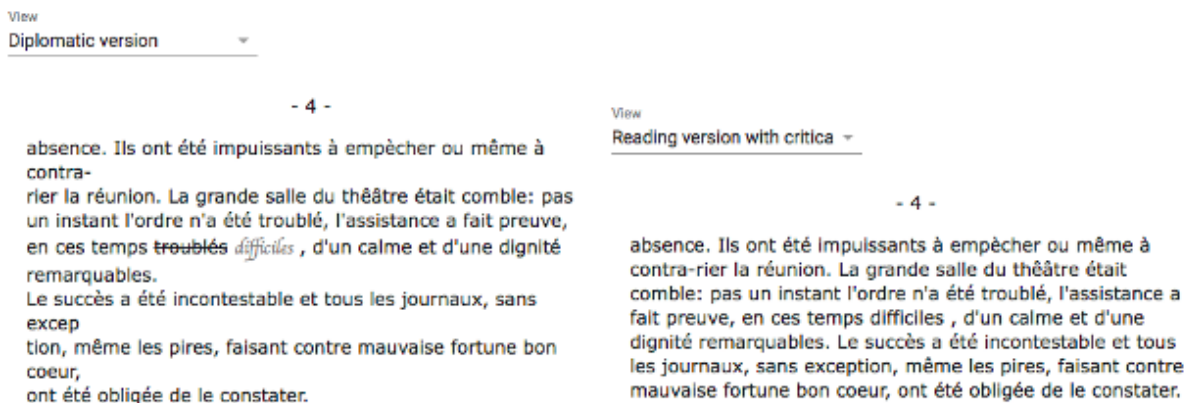 View
Diplomatic version
- 4 -
absence. Ils ont été impuissants à empècher ou même à
contra-
rier la réunion. La grande salle du thêâtre était comble: pas
un instant l'ordre n'a été troublé, l'assistance a fait preuve,
en ces temps troublés difficiles , d'un calme et d'une dignité
remarquables.
Le succès a été incontestable et tous les journaux, sans
excep
tion, même les pires, faisant contre mauvaise fortune bon
coeur,
ont été obligée de le constater.
View
Reading version with critica
- 4 -
absence. Ils ont été impuissants à empècher ou même à
contra-rier la réunion. La grande salle du thêâtre était
comble: pas un instant l'ordre n'a été troublé, l'assistance a
fait preuve, en ces temps difficiles , d'un calme et d'une
dignité remarquables. Le succès a été incontestable et tous
les journaux, sans exception, même les pires, faisant contre
mauvaise fortune bon coeur, ont été obligée de le constater.